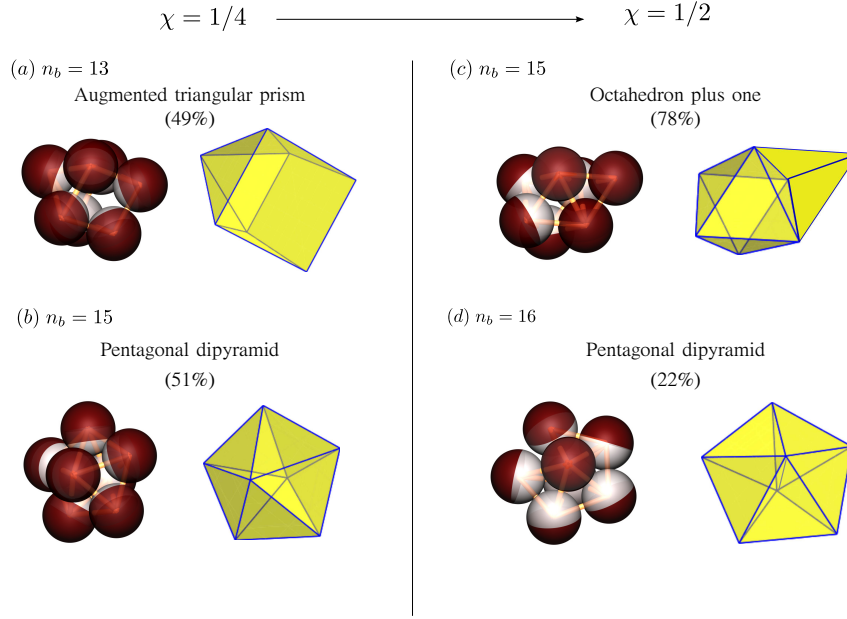 χ = 1/4
χ = 1/2
(a) n_b = 13
Augmented triangular prism
(49%)
(b) n_b = 15
Pentagonal dipyramid
(51%)
(c) n_b = 15
Octahedron plus one
(78%)
(d) n_b = 16
Pentagonal dipyramid
(22%)